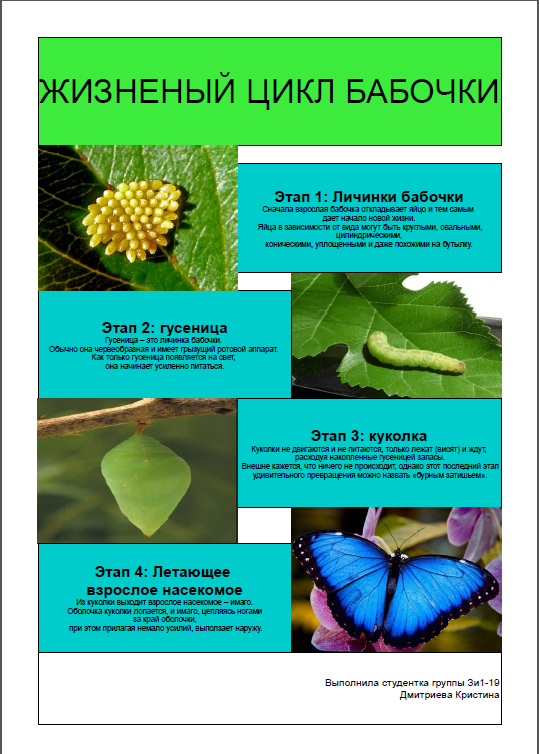 ЖИЗНЕНЫЙ ЦИКЛ БАБОЧКИ
Этап 1: Личинки бабочки
Сначала взрослая бабочка откладывает яйцо и тем самым
дает начало новой жизни.
Яйца в зависимости от вида могут быть круглыми, овальными,
цилиндрическими,
коническими, уплощенными и даже похожими на бутылку.
Этап 2: гусеница
Гусеница – это личинка бабочки.
Обычно она червеобразная и имеет грызущий ротовой аппарат.
Как только гусеница появляется на свет,
она начинает усиленно питаться.
Этап 3: куколка
Куколки не двигаются и не питаются, только лежат (висят) и ждут,
расходуя накопленные гусеницей запасы.
Внешне кажется, что ничего не происходит, однако этот последний этап
удивительного превращения можно назвать «бурным затишьем».
Этап 4: Летающее
взрослое насекомое
Из куколки выходит взрослое насекомое – имаго.
Оболочка куколки лопается, и имаго, цепляясь ногами
за край оболочки,
при этом прилагая немало усилий, выползает наружу.
Выполнила студентка группы Зи1-19
Дмитриева Кристина